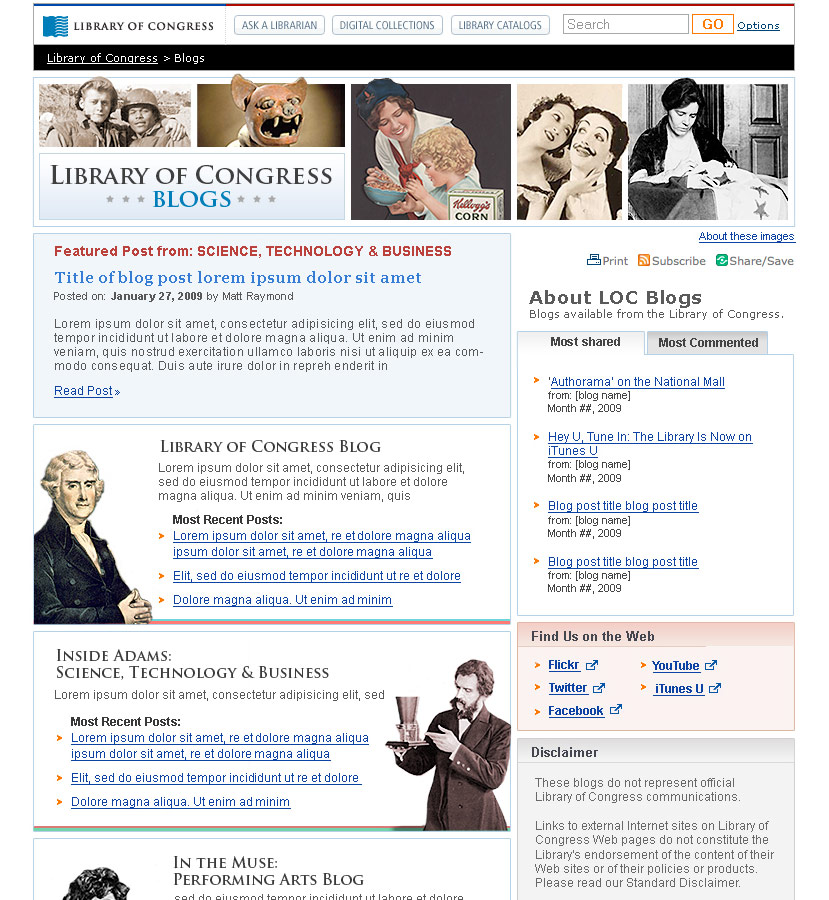 LIBRARY OF CONGRESS
ASK A LIBRARIAN
DIGITAL COLLECTIONS
LIBRARY CATALOGS
Search
GO
Options
Library of Congress > Blogs
LIBRARY OF CONGRESS
BLOGS
Kellogg's
CORN
About these images
Print
Subscribe
Share/Save
Featured Post from: SCIENCE, TECHNOLOGY & BUSINESS
Title of blog post lorem ipsum dolor sit amet
Posted on: January 27, 2009 by Matt Raymond
Lorem ipsum dolor sit amet, consectetur adipisicing elit, sed do eiusmod
tempor incididunt ut labore et dolore magna aliqua. Ut enim ad minim
veniam, quis nostrud exercitation ullamco laboris nisi ut aliquip ex ea com-
modo consequat. Duis aute irure dolor in repreh enderit in
Read Post »
LIBRARY OF CONGRESS BLOG
Lorem ipsum dolor sit amet, consectetur adipisicing elit,
sed do eiusmod tempor incididunt ut labore et dolore
magna aliqua. Ut enim ad minim veniam, quis
Most Recent Posts:
Lorem ipsum dolor sit amet, re et dolore magna aliqua
ipsum dolor sit amet, re et dolore magna aliqua
Elit, sed do eiusmod tempor incididunt ut re et dolore
Dolore magna aliqua. Ut enim ad minim
INSIDE ADAMS:
SCIENCE, TECHNOLOGY & BUSINESS
Lorem ipsum dolor sit amet, consectetur adipisicing elit, sed
Most Recent Posts:
Lorem ipsum dolor sit amet, re et dolore magna aliqua
ipsum dolor sit amet, re et dolore magna aliqua
Elit, sed do eiusmod tempor incididunt ut re et dolore
Dolore magna aliqua. Ut enim ad minim
IN THE MUSE:
PERFORMING ARTS BLOG
sed do eiusmod tempor incididunt ut labore et dolore
About LOC Blogs
Blogs available from the Library of Congress.
Most shared
Most Commented
'Authorama' on the National Mall
from: [blog name]
Month ##, 2009
Hey U, Tune In: The Library Is Now on
iTunes U
from: [blog name]
Month ##, 2009
Blog post title blog post title
from: [blog name]
Month ##, 2009
Blog post title blog post title
from: [blog name]
Month ##, 2009
Find Us on the Web
Flickr
YouTube
Twitter
iTunes U
Facebook
Disclaimer
These blogs do not represent official
Library of Congress communications.
Links to external Internet sites on Library of
Congress Web pages do not constitute the
Library's endorsement of the content of their
Web sites or of their policies or products.
Please read our Standard Disclaimer.